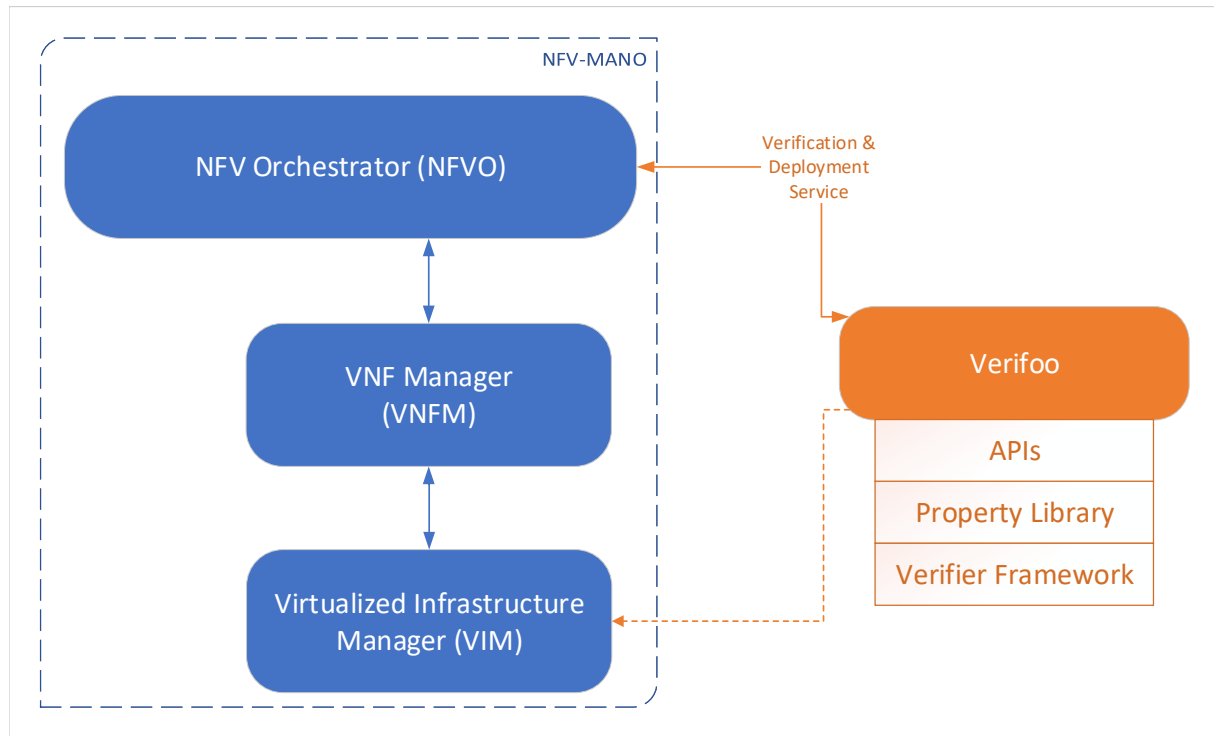 NFV-MANO
NFV Orchestrator (NFVO)
Verification &
Deployment
Service
VNF Manager
(VNFM)
Verifoo
APIs
Property Library
Verifier Framework
Virtualized Infrastructure
Manager (VIM)